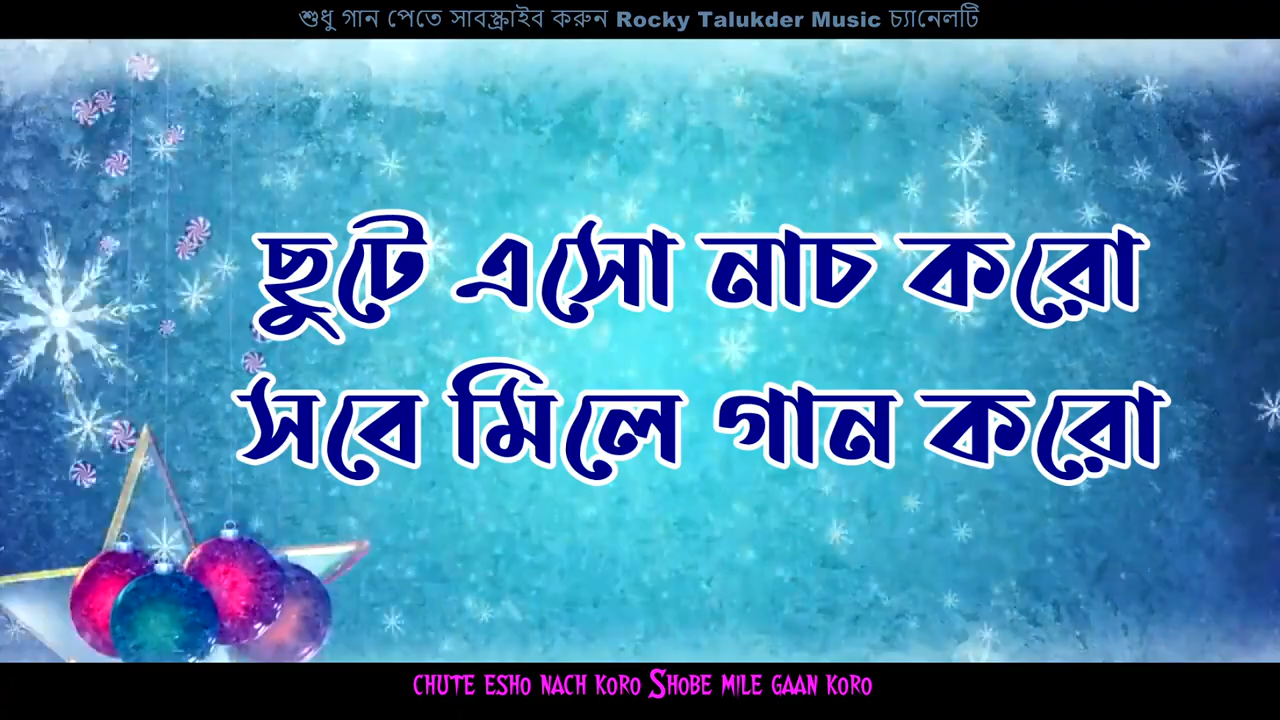 শুধু গান পেতে সাবস্ক্রাইব করুন Rocky Talukder Music চ্যানেলটি
ছুটে এসো নাচ করো
সবে মিলে গান করো
CHUTE ESHO NACH KORO SHOBE MILE GAAN KORO